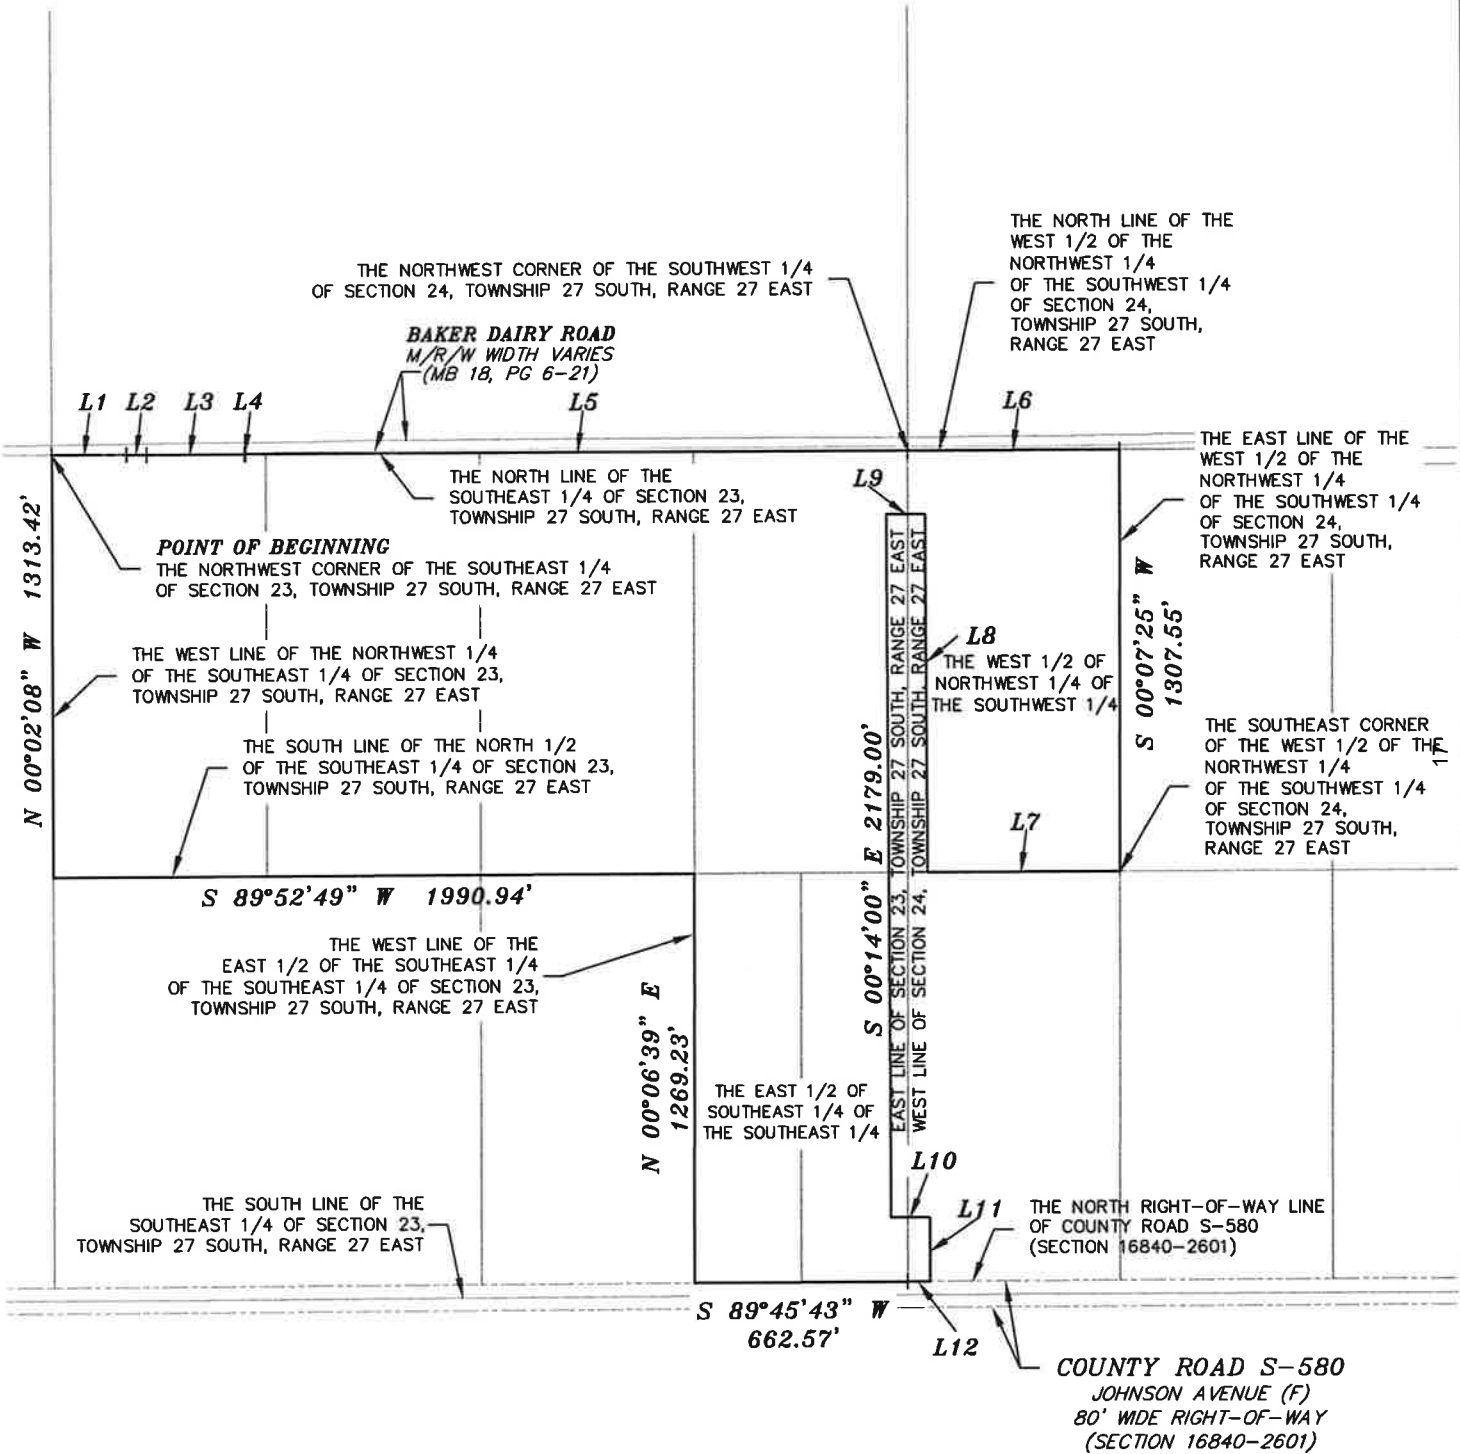 THE NORTH LINE OF THE
WEST 1/2 OF THE
NORTHWEST 1/4
OF THE SOUTHWEST 1/4
OF SECTION 24,
TOWNSHIP 27 SOUTH,
RANGE 27 EAST
THE NORTHWEST CORNER OF THE SOUTHWEST 1/4
OF SECTION 24, TOWNSHIP 27 SOUTH, RANGE 27 EAST
BAKER DAIRY ROAD
M/R/W WIDTH VARIES
(MB 18, PG 6-21)
L1
L2
L3
L4
L5
L6
THE EAST LINE OF THE
WEST 1/2 OF THE
NORTHWEST 1/4
OF THE SOUTHWEST 1/4
OF SECTION 24,
TOWNSHIP 27 SOUTH,
RANGE 27 EAST
THE NORTH LINE OF THE
SOUTHEAST 1/4 OF SECTION 23,
TOWNSHIP 27 SOUTH, RANGE 27 EAST
L9
POINT OF BEGINNING
THE NORTHWEST CORNER OF THE SOUTHEAST 1/4
OF SECTION 23, TOWNSHIP 27 SOUTH, RANGE 27 EAST
N 00°02'08" W 1313.42'
THE WEST LINE OF THE NORTHWEST 1/4
OF THE SOUTHEAST 1/4 OF SECTION 23,
TOWNSHIP 27 SOUTH, RANGE 27 EAST
L8
THE WEST 1/2 OF
NORTHWEST 1/4 OF
THE SOUTHWEST 1/4
S 00°07'25" W
1307.55'
THE SOUTH LINE OF THE NORTH 1/2
OF THE SOUTHEAST 1/4 OF SECTION 23,
TOWNSHIP 27 SOUTH, RANGE 27 EAST
THE SOUTHEAST CORNER
OF THE WEST 1/2 OF THE
NORTHWEST 1/4
OF THE SOUTHWEST 1/4
OF SECTION 24,
TOWNSHIP 27 SOUTH,
RANGE 27 EAST
17
L7
S 00°14'00" E 2179.00'
EAST LINE OF SECTION 23, TOWNSHIP 27 SOUTH, RANGE 27 EAST
WEST LINE OF SECTION 24, TOWNSHIP 27 SOUTH, RANGE 27 EAST
S 89°52'49" W 1990.94'
THE WEST LINE OF THE
EAST 1/2 OF THE SOUTHEAST 1/4
OF THE SOUTHEAST 1/4 OF SECTION 23,
TOWNSHIP 27 SOUTH, RANGE 27 EAST
N 00°06'39" E
1269.23'
THE EAST 1/2 OF
SOUTHEAST 1/4 OF
THE SOUTHEAST 1/4
L10
L11
THE NORTH RIGHT-OF-WAY LINE
OF COUNTY ROAD S-580
(SECTION 16840-2601)
THE SOUTH LINE OF THE
SOUTHEAST 1/4 OF SECTION 23,
TOWNSHIP 27 SOUTH, RANGE 27 EAST
S 89°45'43" W
662.57'
L12
COUNTY ROAD S-580
JOHNSON AVENUE (F)
80' WIDE RIGHT-OF-WAY
(SECTION 16840-2601)